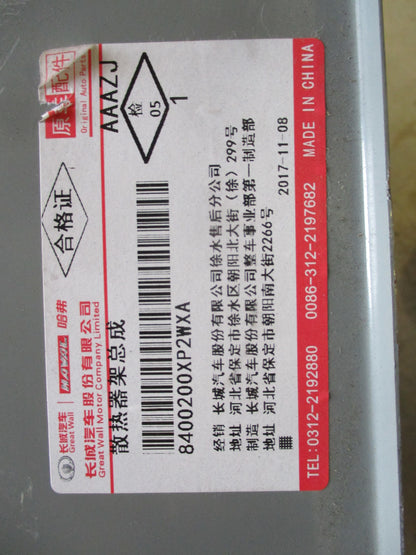 长城汽车
Great Wall
HAVAL 哈弗
合格证
原装配件
Original Auto Parts
长城汽车股份有限公司
Great Wall Motor Company Limited
AAAZJ
散热器架总成
检
05
1
8400200XP2WXA
经销 长城汽车股份有限公司徐水售后分公司
地址 河北省保定市徐水区朝阳北大街(徐)299号
制造 长城汽车股份有限公司整车事业部第一制造部
地址 河北省保定市朝阳南大街2266号
2017-11-08
TEL:0312-2192880 0086-312-2197682 MADE IN CHINA